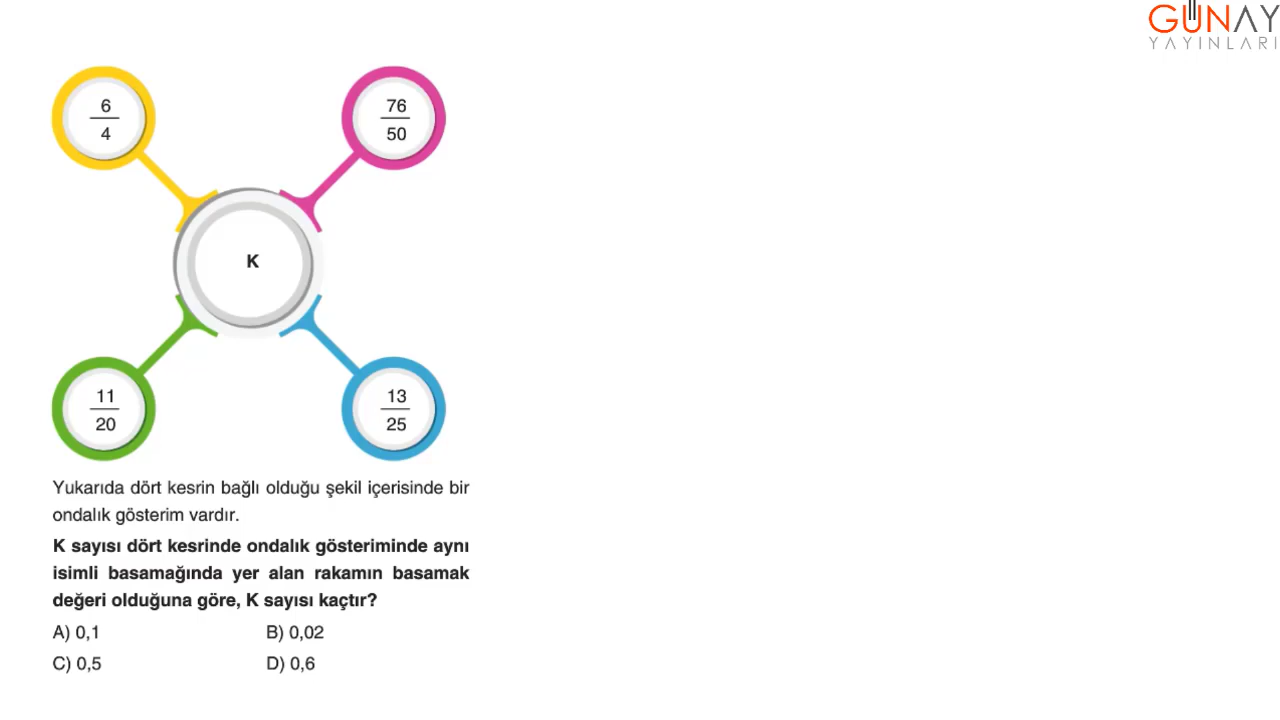 GÜNAY
YAYINLARI
6
4
76
50
K
11
20
13
25
Yukarıda dört kesrin bağlı olduğu şekil içerisinde bir
ondalık gösterim vardır.
K sayısı dört kesrinde ondalık gösteriminde aynı
isimli basamağında yer alan rakamın basamak
değeri olduğuna göre, K sayısı kaçtır?
A) 0,1 B) 0,02
C) 0,5 D) 0,6